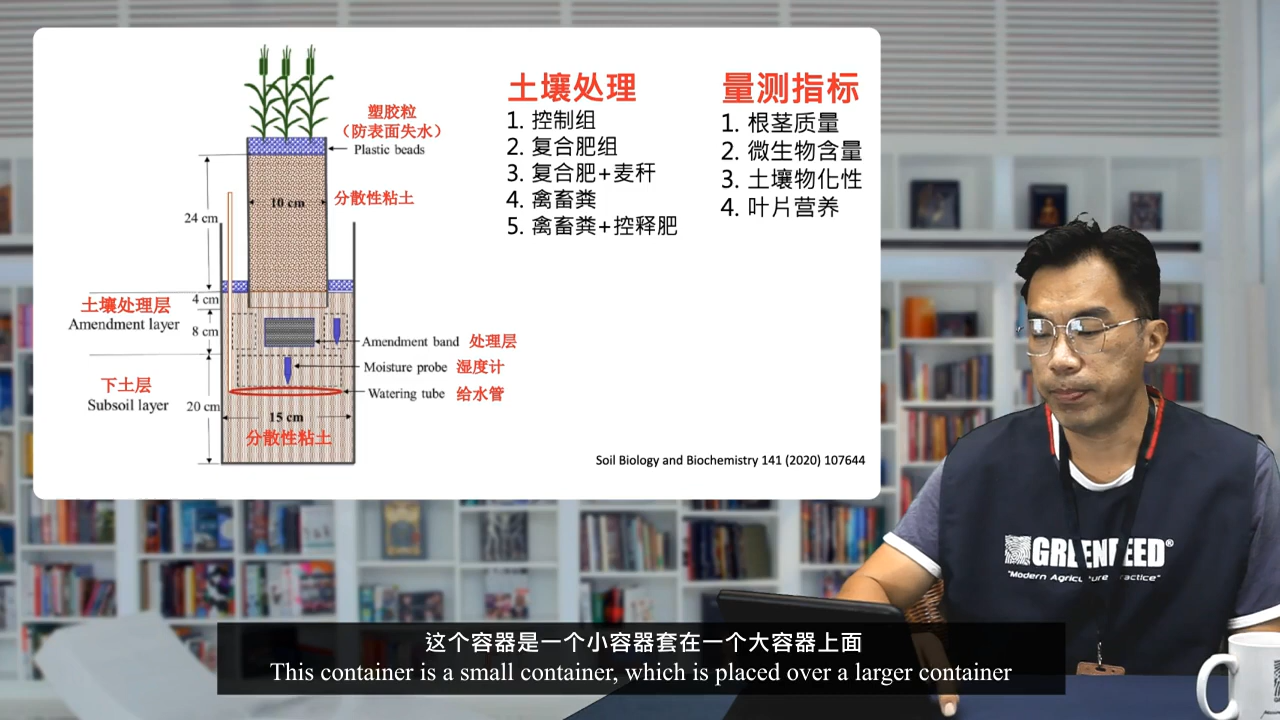 塑胶粒
（防表面失水）
Plastic beads
分散性粘土
10 cm
24 cm
4 cm
土壤处理层
Amendment layer
8 cm
Amendment band 处理层
Moisture probe 湿度计
下土层
Subsoil layer
Watering tube 给水管
20 cm
15 cm
分散性粘土
土壤处理
1. 控制组
2. 复合肥组
3. 复合肥+麦秆
4. 禽畜粪
5. 禽畜粪+控释肥
量测指标
1. 根茎质量
2. 微生物含量
3. 土壤物化性
4. 叶片营养
Soil Biology and Biochemistry 141 (2020) 107644
这个容器是一个小容器套在一个大容器上面
This container is a small container, which is placed over a larger container